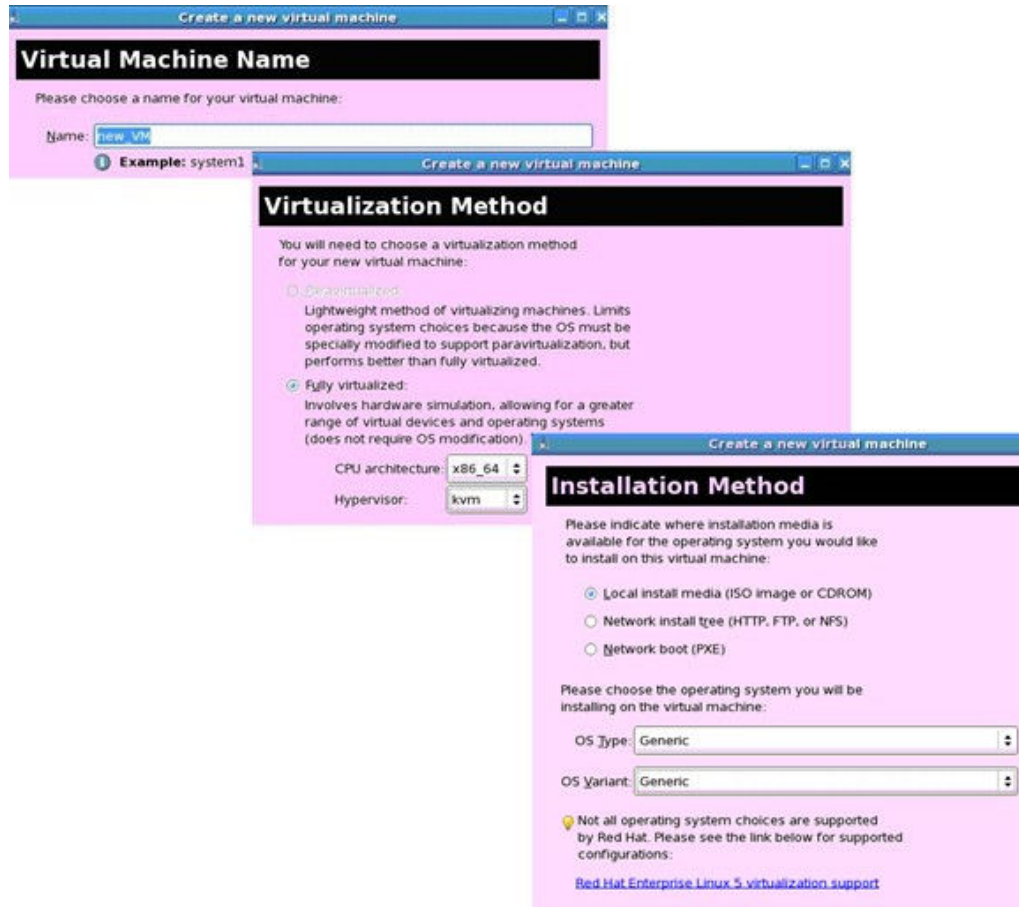 Create a new virtual machine
Virtual Machine Name
Please choose a name for your virtual machine:
Name: new_VM
Example: system1
Create a new virtual machine
Virtualization Method
You will need to choose a virtualization method
for your new virtual machine:
Paravirtualized:
Lightweight method of virtualizing machines. Limits
operating system choices because the OS must be
specially modified to support paravirtualization, but
performs better than fully virtualized.
Fully virtualized:
Involves hardware simulation, allowing for a greater
range of virtual devices and operating systems
(does not require OS modification).
CPU architecture: x86_64
Hypervisor: kvm
Create a new virtual machine
Installation Method
Please indicate where installation media is
available for the operating system you would like
to install on this virtual machine:
Local install media (ISO image or CDROM)
Network install tree (HTTP, FTP, or NFS)
Network boot (PXE)
Please choose the operating system you will be
installing on the virtual machine:
OS Type: Generic
OS Variant: Generic
Not all operating system choices are supported
by Red Hat. Please see the link below for supported
configurations:
Red Hat Enterprise Linux 5 virtualization support